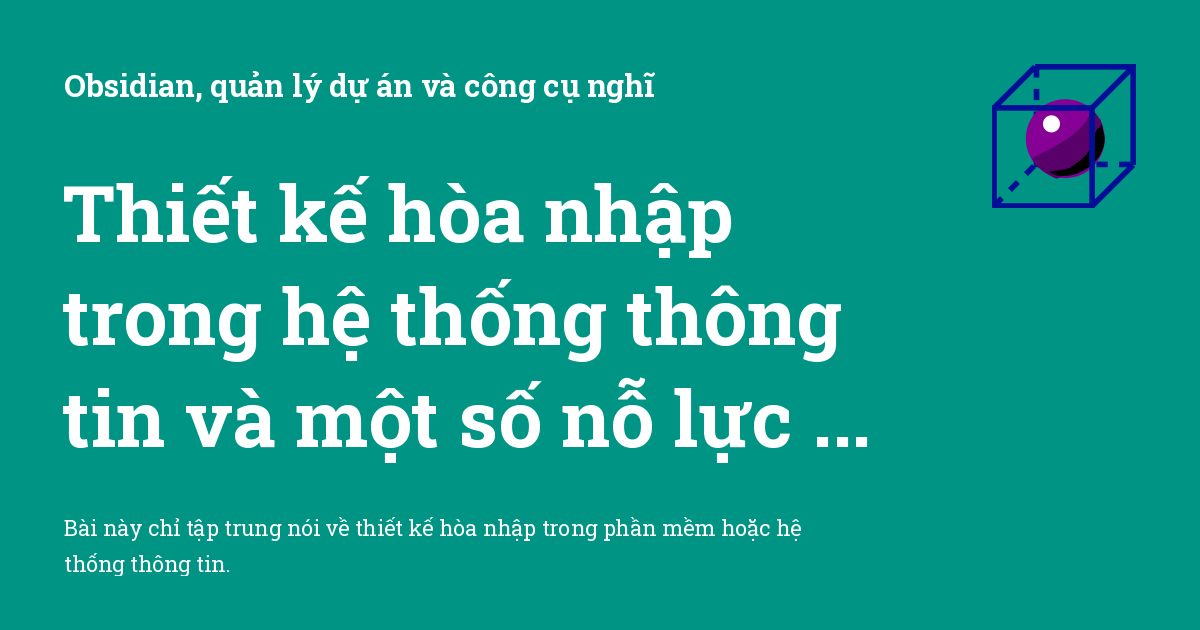 Obsidian, quản lý dự án và công cụ nghĩ
Thiết kế hòa nhập
trong hệ thống thông
tin và một số nỗ lực ...
Bài này chỉ tập trung nói về thiết kế hòa nhập trong phần mềm hoặc hệ
thống thông tin.